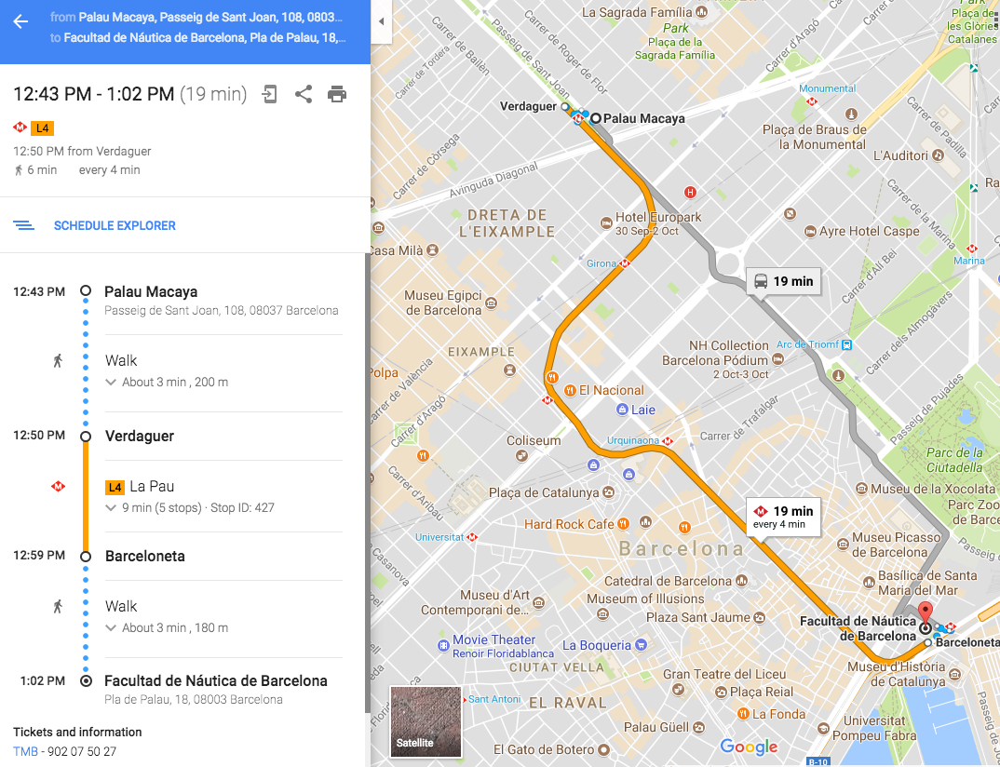 from Palau Macaya, Passeig de Sant Joan, 108, 0803...
to Facultad de Náutica de Barcelona, Pla de Palau, 18,...
12:43 PM - 1:02 PM (19 min)
L4
12:50 PM from Verdaguer
6 min every 4 min
SCHEDULE EXPLORER
12:43 PM Palau Macaya
Passeig de Sant Joan, 108, 08037 Barcelona
Walk
About 3 min , 200 m
12:50 PM Verdaguer
L4 La Pau
9 min (5 stops) · Stop ID: 427
12:59 PM Barceloneta
Walk
About 3 min , 180 m
1:02 PM Facultad de Náutica de Barcelona
Pla de Palau, 18, 08003 Barcelona
Tickets and information
TMB - 902 07 50 27
La Sagrada Família
Park
Plaça de la
Sagrada Família
Park
Plaça de
les Glòries
Catalanes
Carrer de Bailèn
Passeig de Sant Joan
Carrer de Roger de Flor
Carrer d'Aragó
Verdaguer
Palau Macaya
Monumental
Plaça de Braus de
la Monumental
Carrer de Padilla
L'Auditori
Carrer de Còrsega
Avinguda Diagonal
H
DRETA DE
L'EIXAMPLE
Hotel Europark
30 Sep-2 Oct
Ayre Hotel Caspe
Carrer de la Marina
Casa Milà
Girona
Marina
Carrer d'Alí Bei
19 min
Museu Egipci
de Barcelona
Carrer dels Almogàvers
EIXAMPLE
NH Collection
Barcelona Pódium
2 Oct-3 Oct
Arc de Triomf
Polpa
Carrer de València
El Nacional
Laie
Carrer de Trafalgar
Passeig de Pujades
Carrer d'Aragó
Coliseum
Urquinaona
Parc de la
Ciutadella
Carrer d'Aribau
Plaça de Catalunya
Museu de la Xocolata
Parc Zoo
de Barce
Hard Rock Cafe
19 min
every 4 min
Universitat
Barcelona
Museu Picasso
de Barcelona
Catedral de Barcelona
Basílica de Santa
Maria del Mar
Museu d'Art
Contemporani de...
Museum of Illusions
Plaza Sant Jaume
Facultad de Náutica
de Barcelona
Barceloneta
Movie Theater
Renoir Floridablanca
La Boqueria
CIUTAT VELLA
Gran Teatre del Liceu
Museu d'Història
de Catalunya
Sant Antoni
EL RAVAL
Plaça Reial
La Fonda
Palau Güell
Universitat
Pompeu Fabra
Satellite
El Gato de Botero
Google
B-10